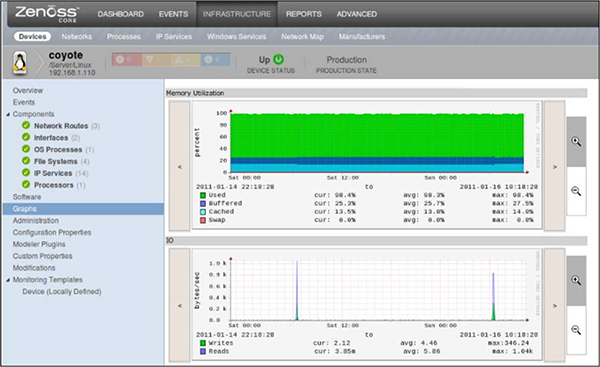 Zenoss CORE
DASHBOARD EVENTS INFRASTRUCTURE REPORTS ADVANCED
Devices Networks Processes IP Services Windows Services Network Map Manufacturers
coyote
/Server/Linux
192.168.1.110
Up
DEVICE STATUS
Production
PRODUCTION STATE
Overview
Events
Components
Network Routes (3)
Interfaces (2)
OS Processes (1)
File Systems (4)
IP Services (14)
Processors (1)
Software
Graphs
Administration
Configuration Properties
Modeler Plugins
Custom Properties
Modifications
Monitoring Templates
Device (Locally Defined)
Memory Utilization
percent
100
80
60
40
20
0
Sat 00:00 Sat 12:00 Sun 00:00
2011-01-14 22:18:28 to 2011-01-16 10:18:28
Used cur: 98.4% avg: 98.3% max: 98.4%
Buffered cur: 25.3% avg: 25.7% max: 27.5%
Cached cur: 13.5% avg: 13.0% max: 14.0%
Swap cur: 0.0% avg: 0.0% max: 0.0%
IO
bytes/sec
1.0 k
0.8 k
0.6 k
0.4 k
0.2 k
0.0
Sat 00:00 Sat 12:00 Sun 00:00
2011-01-14 22:18:28 to 2011-01-16 10:18:28
Writes cur: 2.12 avg: 4.46 max:346.24
Reads cur: 3.85m avg: 5.86 max: 1.04k